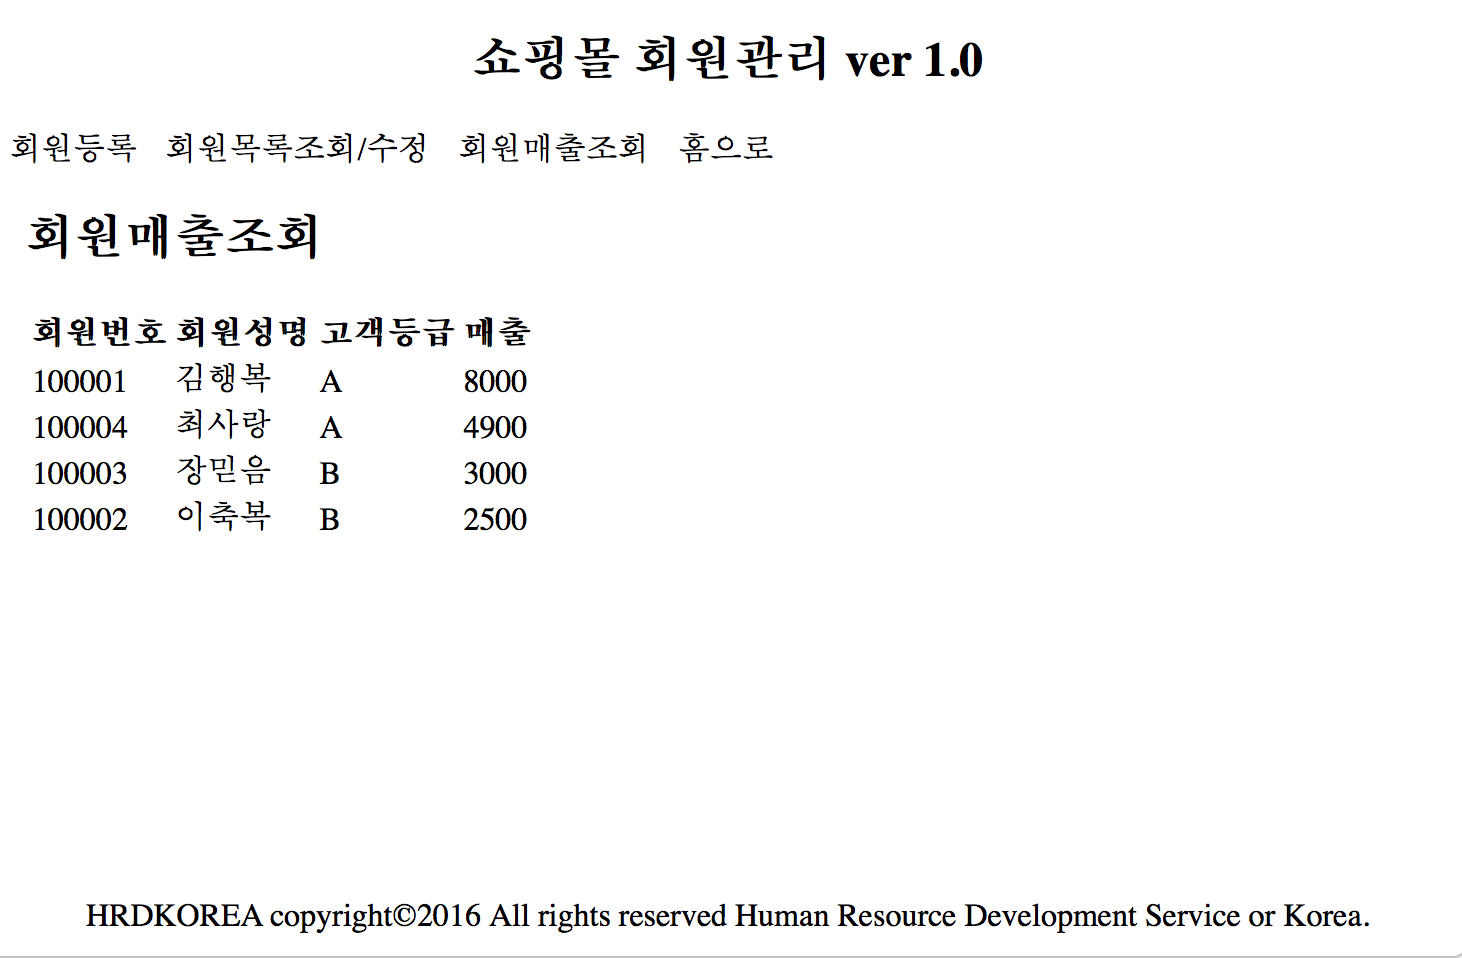 쇼핑몰 회원관리 ver 1.0
회원등록 회원목록조회/수정 회원매출조회 홈으로
회원매출조회
회원번호 회원성명 고객등급 매출
100001 김행복 A 8000
100004 최사랑 A 4900
100003 장믿음 B 3000
100002 이축복 B 2500
HRDKOREA copyright©2016 All rights reserved Human Resource Development Service or Korea.